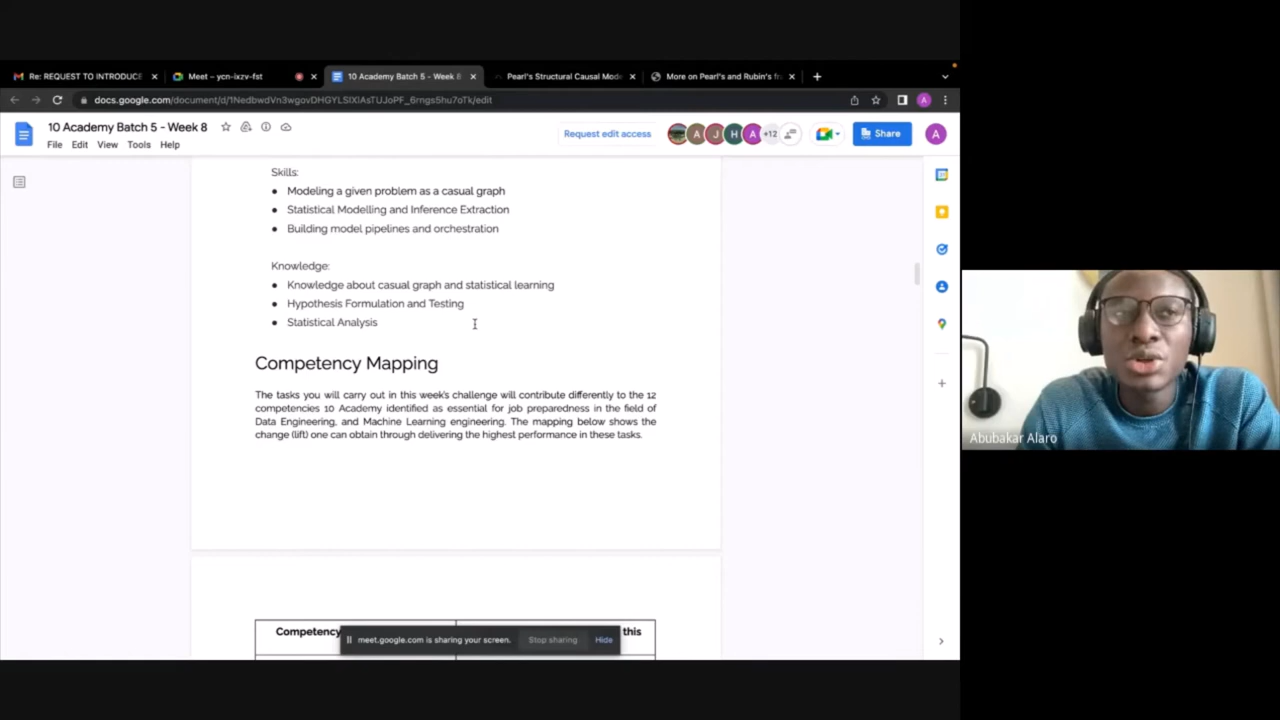 Re: REQUEST TO INTRODUCE
Meet – ycn-ixzv-fst
10 Academy Batch 5 - Week 8
Pearl's Structural Causal Mode
More on Pearl's and Rubin's fr
docs.google.com/document/d/1NedbwdVn3wgovDHGYLSlXlAsTUJoPF_6rngs5hu7oTk/edit
10 Academy Batch 5 - Week 8
File Edit View Tools Help
Request edit access
A J H A +12
Share
A
Skills:
● Modeling a given problem as a casual graph
● Statistical Modelling and Inference Extraction
● Building model pipelines and orchestration
Knowledge:
● Knowledge about casual graph and statistical learning
● Hypothesis Formulation and Testing
● Statistical Analysis
Competency Mapping
The tasks you will carry out in this week's challenge will contribute differently to the 12
competencies 10 Academy identified as essential for job preparedness in the field of
Data Engineering, and Machine Learning engineering. The mapping below shows the
change (lift) one can obtain through delivering the highest performance in these tasks.
Competency
this
meet.google.com is sharing your screen. Stop sharing Hide
Abubakar Alaro